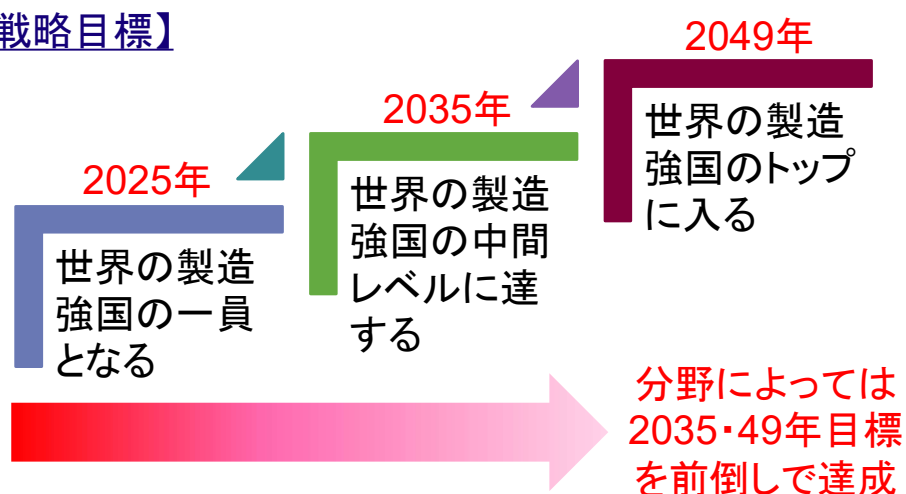 戦略目標】
2025年
世界の製造
強国の一員
となる
2035年
世界の製造
強国の中間
レベルに達
する
2049年
世界の製造
強国のトップ
に入る
分野によっては
2035・49年目標
を前倒しで達成